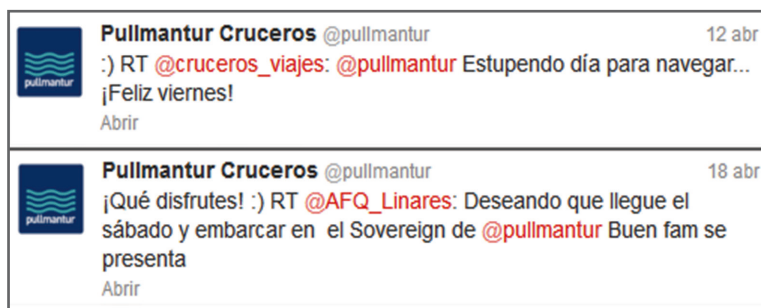 Pullmantur Cruceros @pullmantur 12 abr
:) RT @cruceros_viajes: @pullmantur Estupendo día para navegar...
¡Feliz viernes!
pullmantur
Abrir
Pullmantur Cruceros @pullmantur 18 abr
¡Qué disfrutes! :) RT @AFQ_Linares: Deseando que llegue el
sábado y embarcar en el Sovereign de @pullmantur Buen fam se
pullmantur
presenta
Abrir